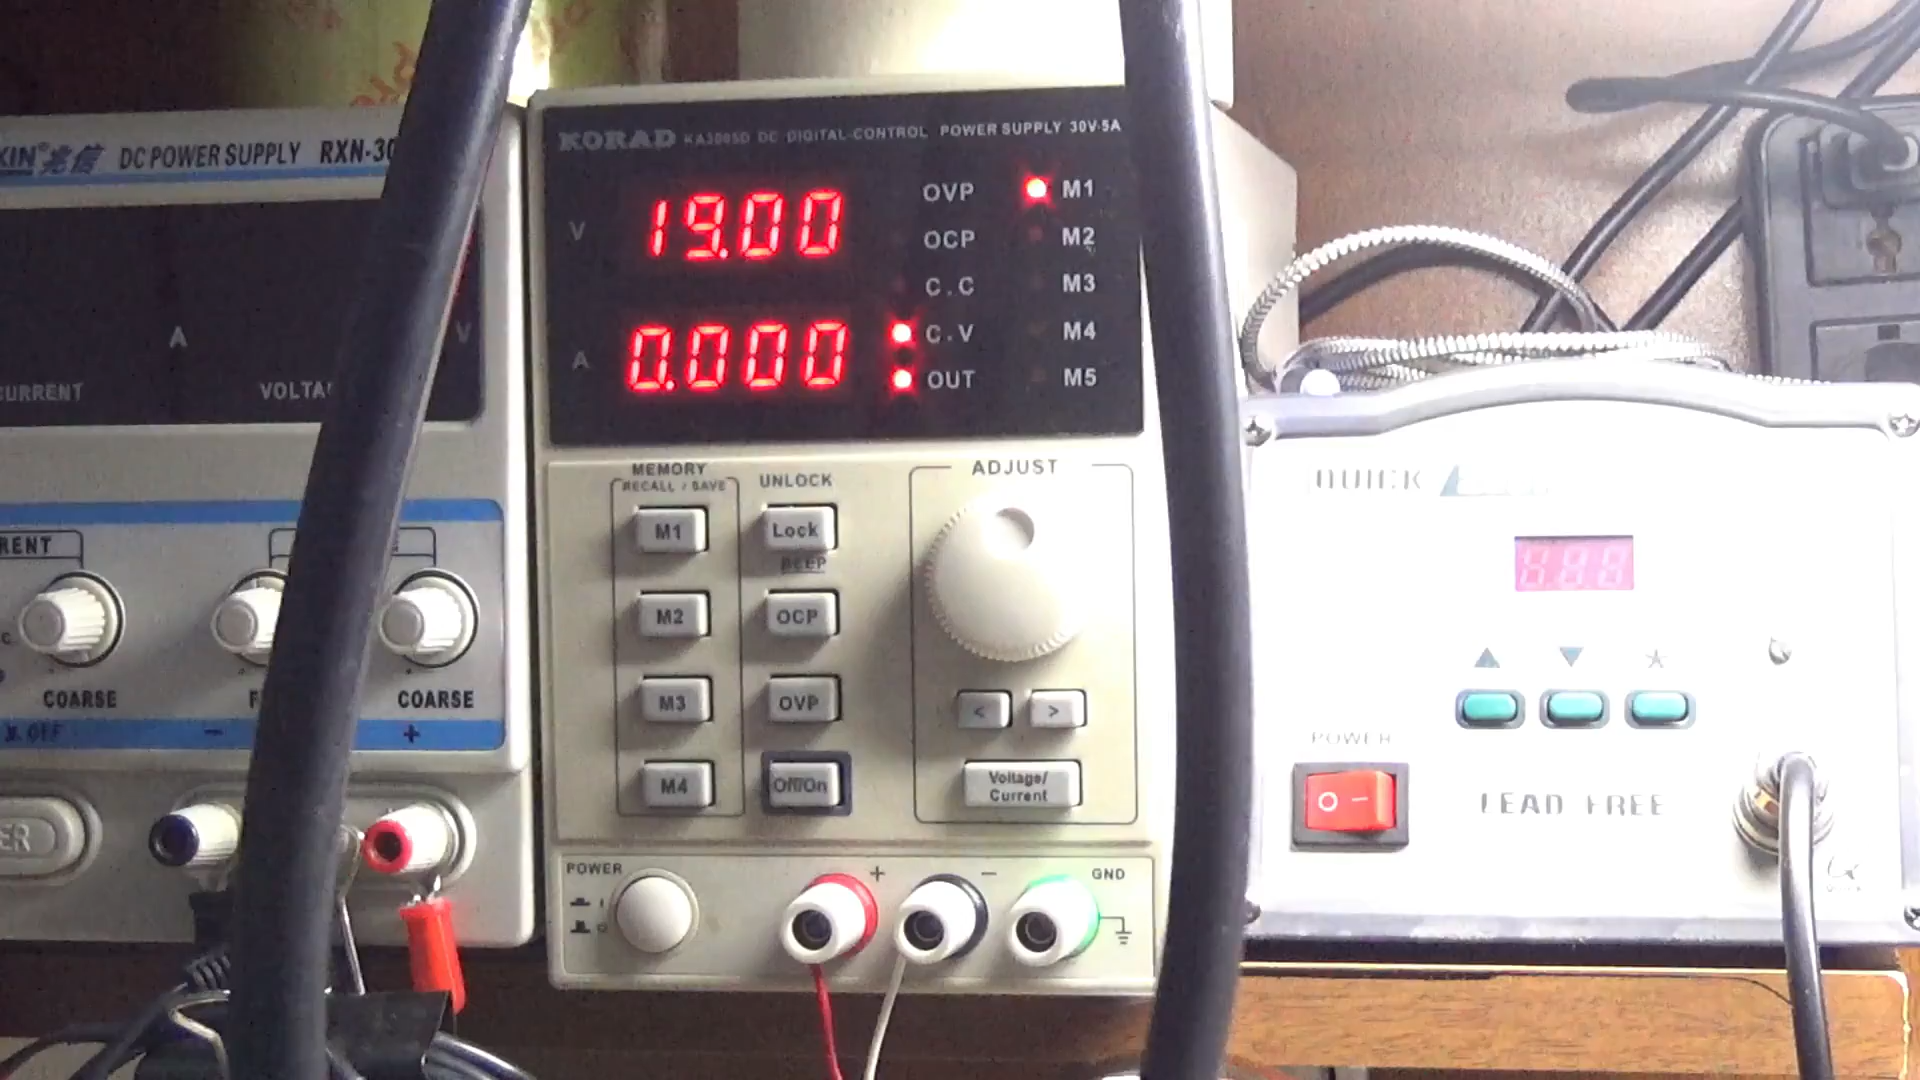 XIN® 兆信 DC POWER SUPPLY RXN-30
A
V
CURRENT
VOLTA
RENT
C.
COARSE
F
COARSE
OFF
−
+
ER
KORAD KA3005D DC DIGITAL-CONTROL POWER SUPPLY 30V-5A
V
19.00
A
0.000
OVP
M1
OCP
M2
C.C
M3
C.V
M4
OUT
M5
MEMORY
RECALL / SAVE
UNLOCK
ADJUST
M1
Lock
BEEP
M2
OCP
M3
OVP
<
>
M4
Off/On
Voltage/
Current
POWER
+
−
GND
QUICK
POWER
O –
LEAD FREE